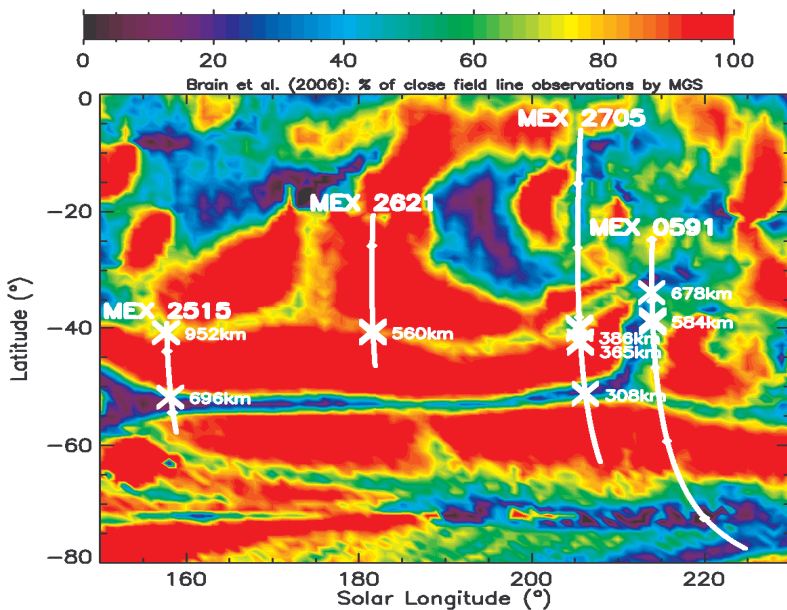 0 20 40 60 80 100
Brain et al. (2006): % of close field line observations by MGS
0
MEX 2705
−20
MEX 2621
MEX 0591
678km
MEX 2515
−40
952km
560km
584km
386km
365km
696km
308km
−60
−80
160 180 200 220
Solar Longitude (°)
Latitude (°)